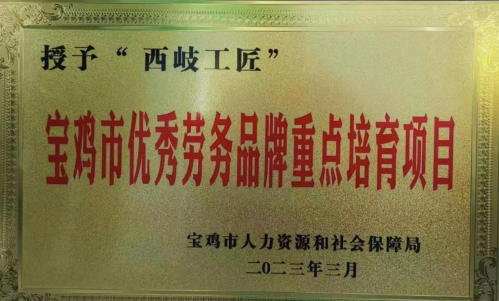 授予“西岐工匠”
宝鸡市优秀劳务品牌重点培育项目
宝鸡市人力资源和社会保障局
二〇二三年三月